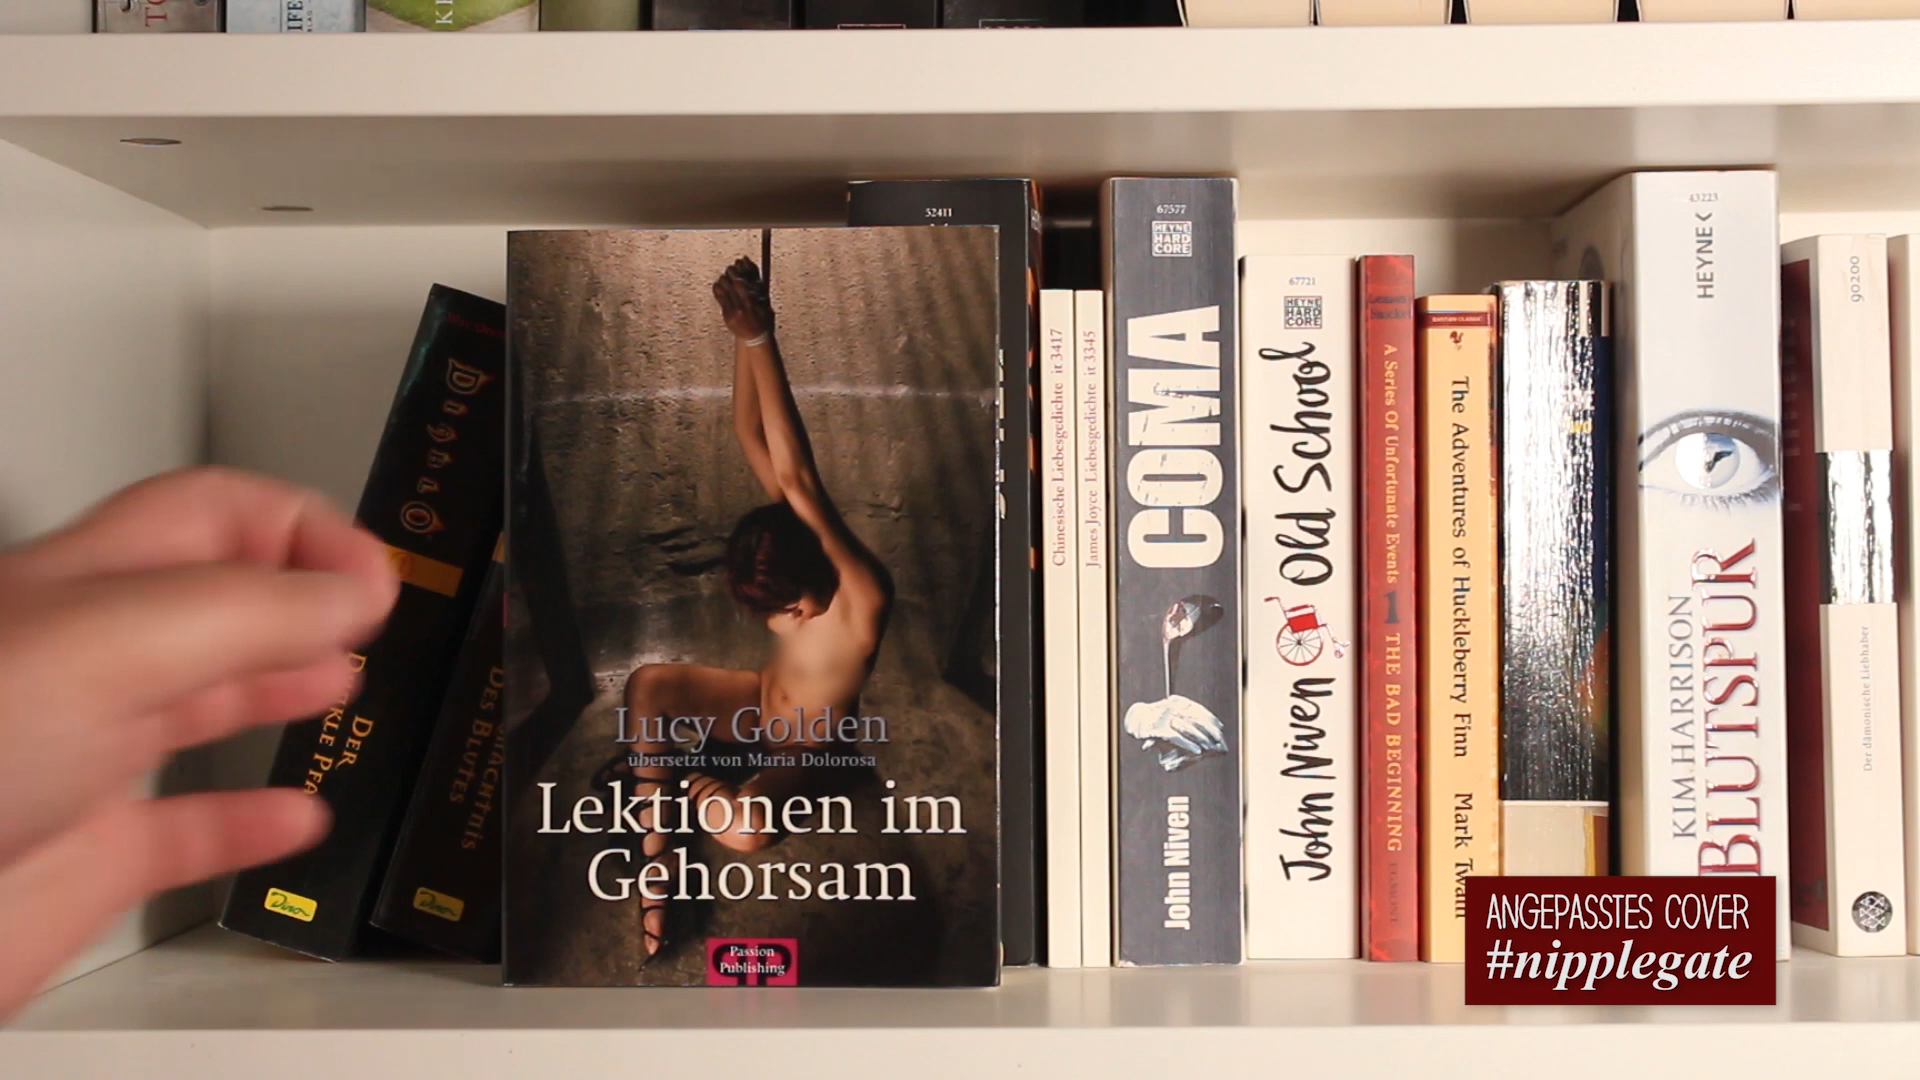 52411
Lucy Golden
übersetzt von Maria Dolorosa
Lektionen im
Gehorsam
Passion
Publishing
DER
DES BLUTES
Dino
Dino
Chinesische Liebesgedichte it 3417
James Joyce Liebesgedichte it 3345
67577
HEYNE
HARD
CORE
COMA
John Niven
67721
HEYNE
HARD
CORE
John Niven Old School
A Series Of Unfortunate Events 1 THE BAD BEGINNING
The Adventures of Huckleberry Finn Mark Twain
43223
HEYNE
KIM HARRISON
BLUTSPUR
90200
Der dämonische Liebhaber
ANGEPASSTES COVER
#nipplegate